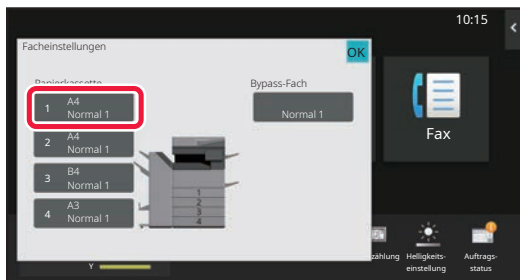 10:15
Facheinstellungen
OK
Papierkassette
Bypass-Fach
1 A4
Normal 1
Normal 1
2 A4
Normal 1
3 B4
Normal 1
4 A3
Normal 1
1
2
3
4
Fax
zählung
Helligkeits-
einstellung
Auftrags-
status
Y